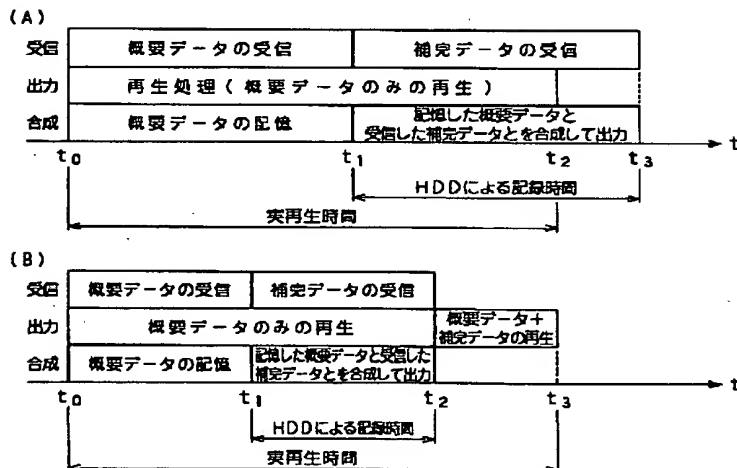 (A)
受信 概要データの受信 補完データの受信
出力 再生処理(概要データのみの再生)
合成 概要データの記憶 記憶した概要データと
受信した補完データとを合成して出力
t0 t1 t2 t3 t
HDDによる記録時間
実再生時間
(B)
受信 概要データの受信 補完データの受信
出力 概要データのみの再生 概要データ+
補完データの再生
合成 概要データの記憶 記憶した概要データと受信した
補完データとを合成して出力
t0 t1 t2 t3 t
HDDによる記録時間
実再生時間